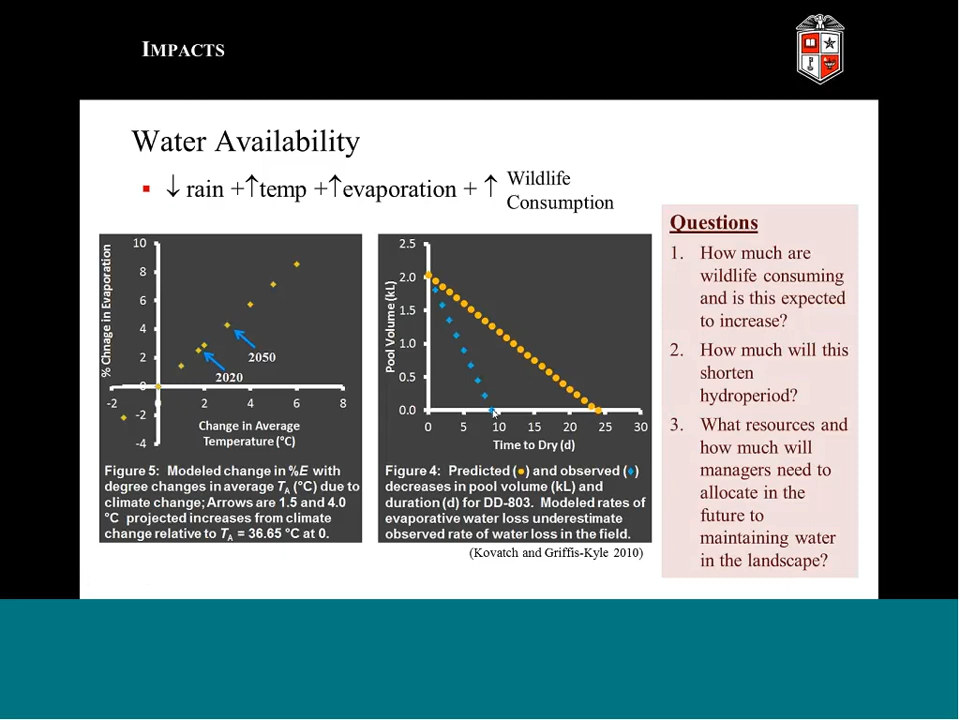 IMPACTS
Water Availability
▪ ↓ rain +↑temp +↑evaporation + ↑ Wildlife
Consumption
% Chnage in Evaporation
10
8
6
4
2
0
-2
-4
-2 0 2 4 6 8
2050
2020
Change in Average
Temperature (°C)
Figure 5: Modeled change in %E with
degree changes in average TA (°C) due to
climate change; Arrows are 1.5 and 4.0
°C projected increases from climate
change relative to TA = 36.65 °C at 0.
Pool Volume (kL)
2.5
2.0
1.5
1.0
0.5
0.0
0 5 10 15 20 25 30
Time to Dry (d)
Figure 4: Predicted (●) and observed (♦)
decreases in pool volume (kL) and
duration (d) for DD-803. Modeled rates of
evaporative water loss underestimate
observed rate of water loss in the field.
(Kovatch and Griffis-Kyle 2010)
Questions
1. How much are
wildlife consuming
and is this expected
to increase?
2. How much will this
shorten
hydroperiod?
3. What resources and
how much will
managers need to
allocate in the
future to
maintaining water
in the landscape?